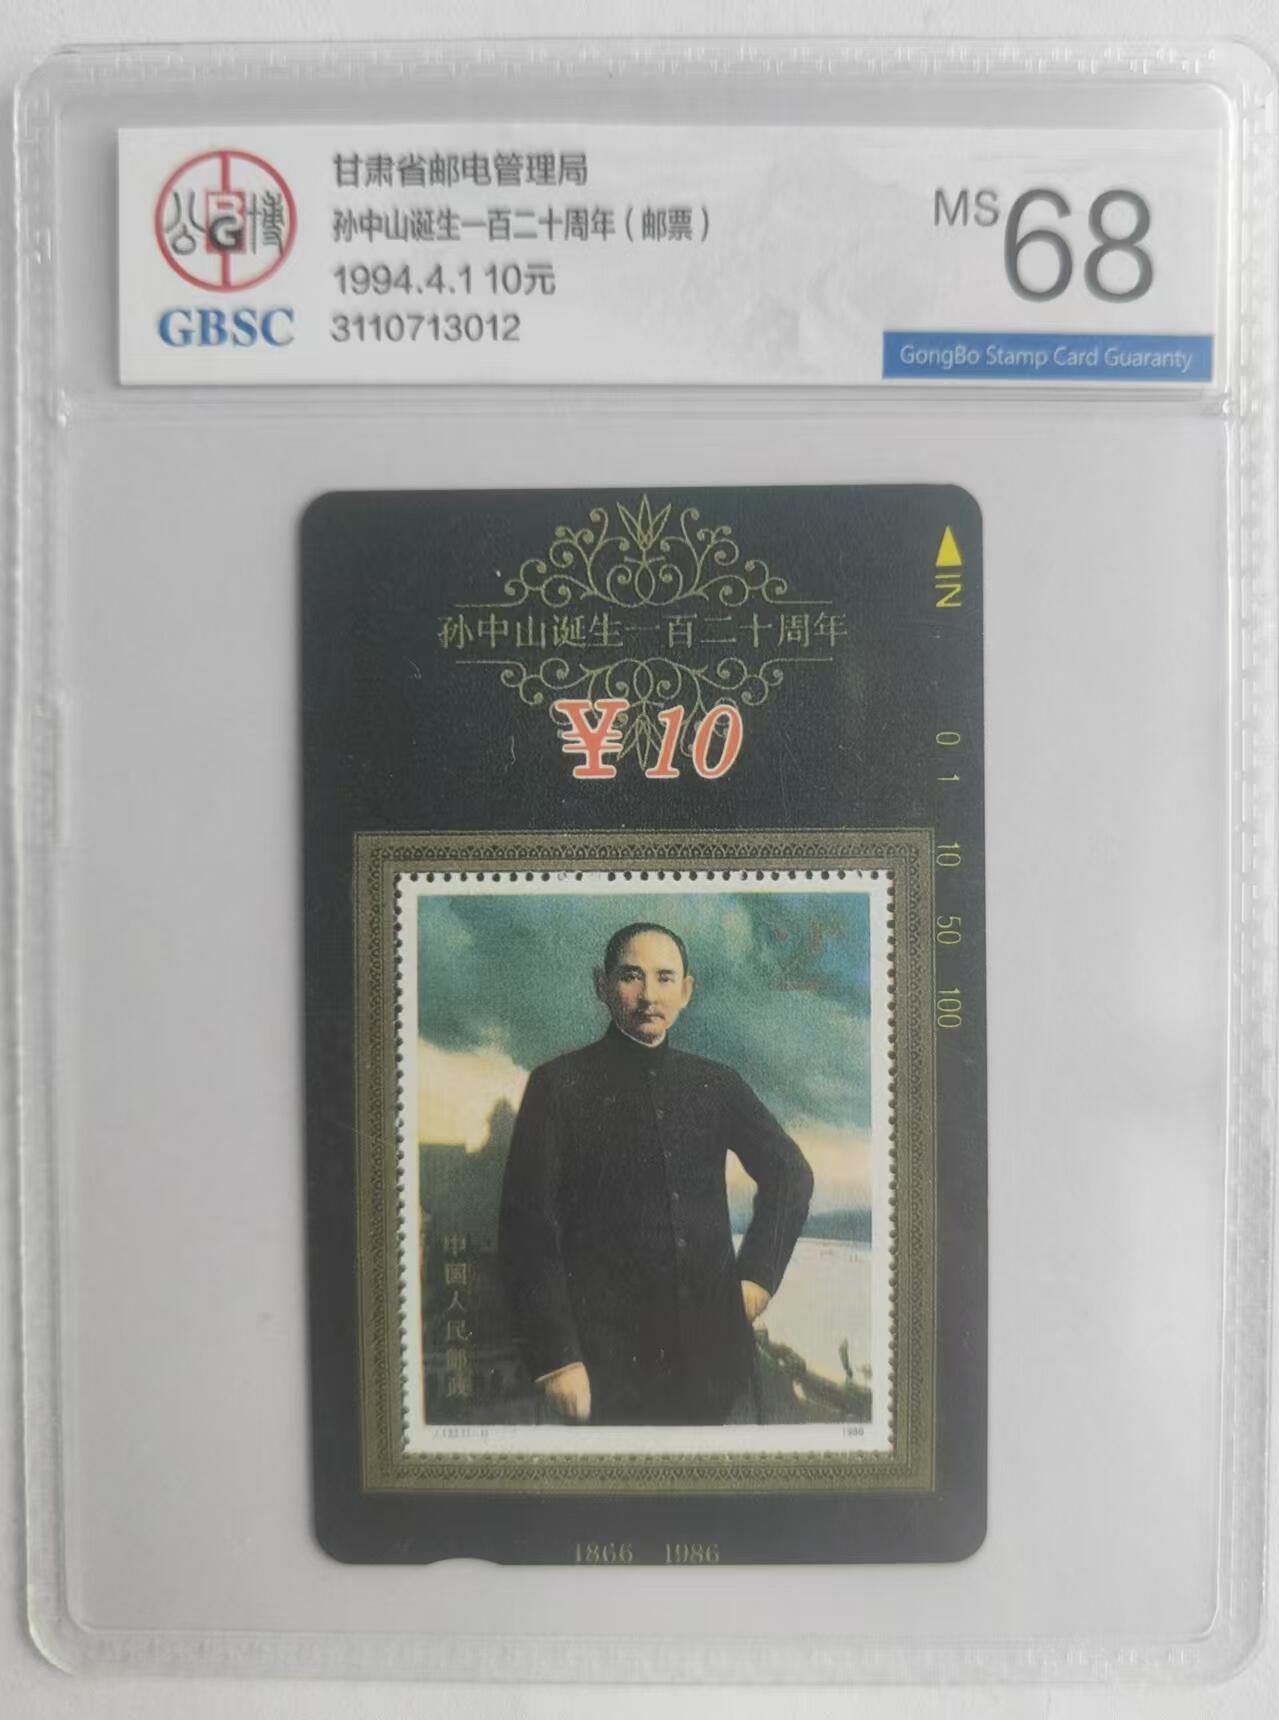 公博
BG
GBSC
甘肃省邮电管理局
孙中山诞生一百二十周年（邮票）
1994.4.1 10元
3110713012
MS 68
GongBo Stamp Card Guaranty
IN
孙中山诞生一百二十周年
¥10
0 1 10 50 100
中国人民邮政
1986
1866 1986